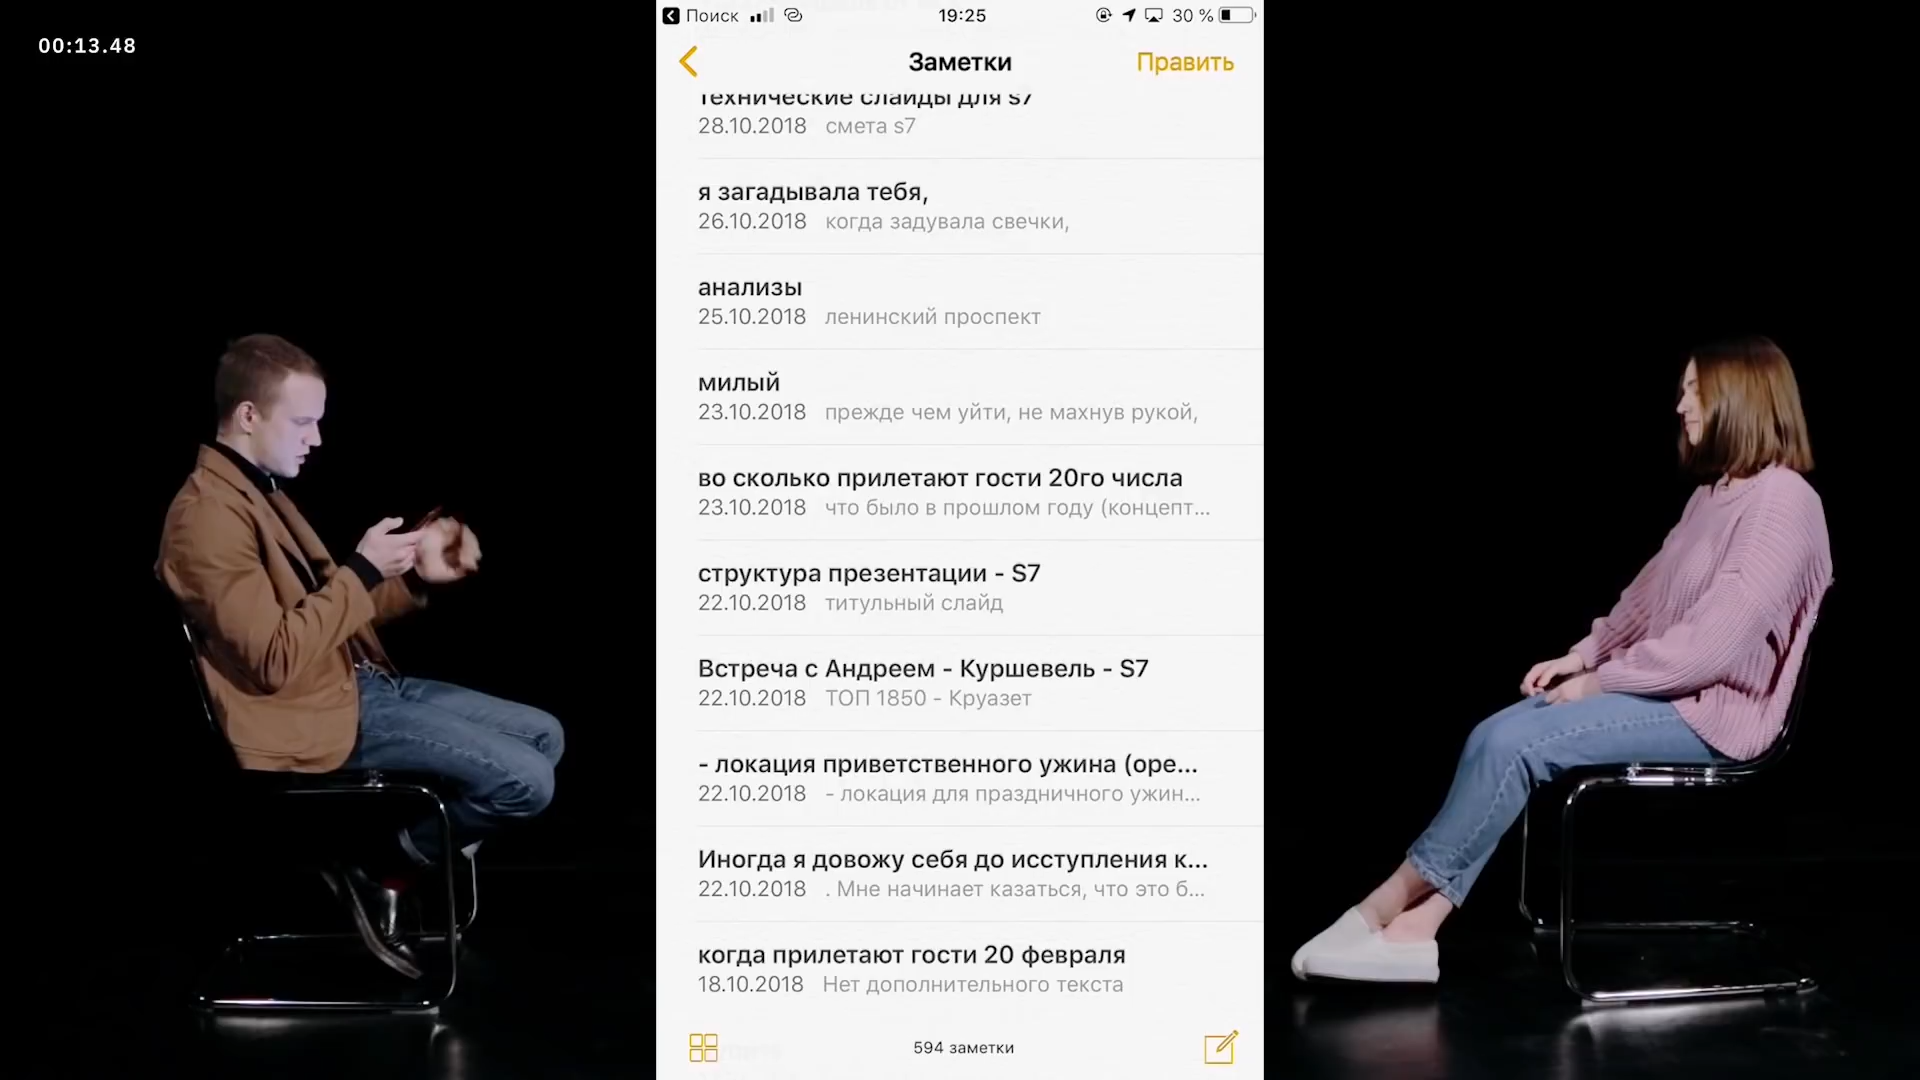 00:13.48
Поиск 19:25 30 %
Заметки Править
технические слайды для s7
28.10.2018 смета s7
я загадывала тебя,
26.10.2018 когда задувала свечки,
анализы
25.10.2018 ленинский проспект
милый
23.10.2018 прежде чем уйти, не махнув рукой,
во сколько прилетают гости 20го числа
23.10.2018 что было в прошлом году (концепт...
структура презентации - S7
22.10.2018 титульный слайд
Встреча с Андреем - Куршевель - S7
22.10.2018 ТОП 1850 - Круазет
- локация приветственного ужина (оре...
22.10.2018 - локация для праздничного ужин...
Иногда я довожу себя до исступления к...
22.10.2018 . Мне начинает казаться, что это б...
когда прилетают гости 20 февраля
18.10.2018 Нет дополнительного текста
594 заметки